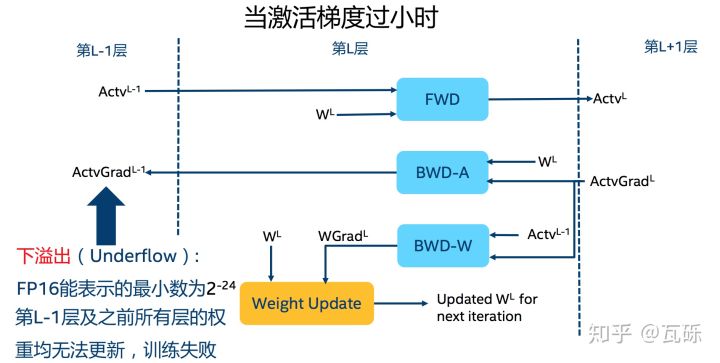 当激活梯度过小时
第L-1层
第L层
第L+1层
Actv^L-1
FWD
Actv^L
W^L
ActvGrad^L-1
BWD-A
W^L
ActvGrad^L
下溢出（Underflow）:
FP16能表示的最小数为2^-24
第L-1层及之前所有层的权
重均无法更新，训练失败
W^L
WGrad^L
BWD-W
Actv^L-1
Weight Update
Updated W^L for
next iteration
知乎 @瓦砾